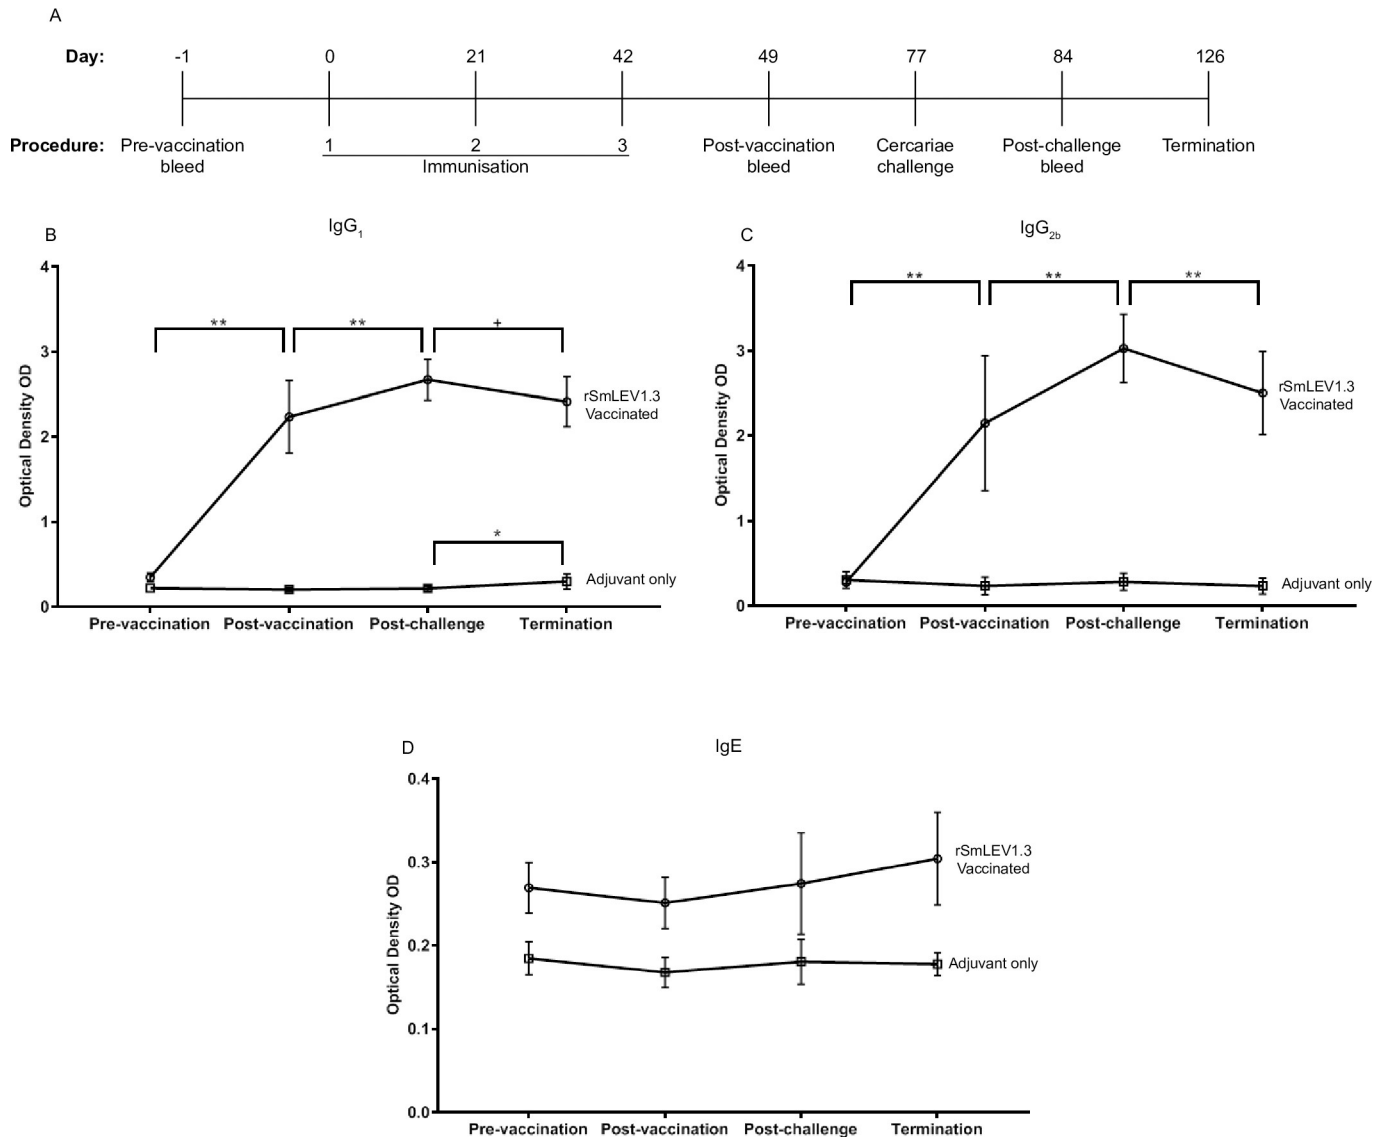 A
Day: -1 0 21 42 49 77 84 126
Procedure: Pre-vaccination 1 2 3 Post-vaccination Cercariae Post-challenge Termination
bleed Immunisation bleed challenge bleed
B
IgG1
4
3
2
1
0
Optical Density OD
** ** +
*
rSmLEV1.3
Vaccinated
Adjuvant only
Pre-vaccination Post-vaccination Post-challenge Termination
C
IgG2b
4
3
2
1
0
Optical Density OD
** ** **
rSmLEV1.3
Vaccinated
Adjuvant only
Pre-vaccination Post-vaccination Post-challenge Termination
D
IgE
0.4
0.3
0.2
0.1
0.0
Optical Density OD
rSmLEV1.3
Vaccinated
Adjuvant only
Pre-vaccination Post-vaccination Post-challenge Termination